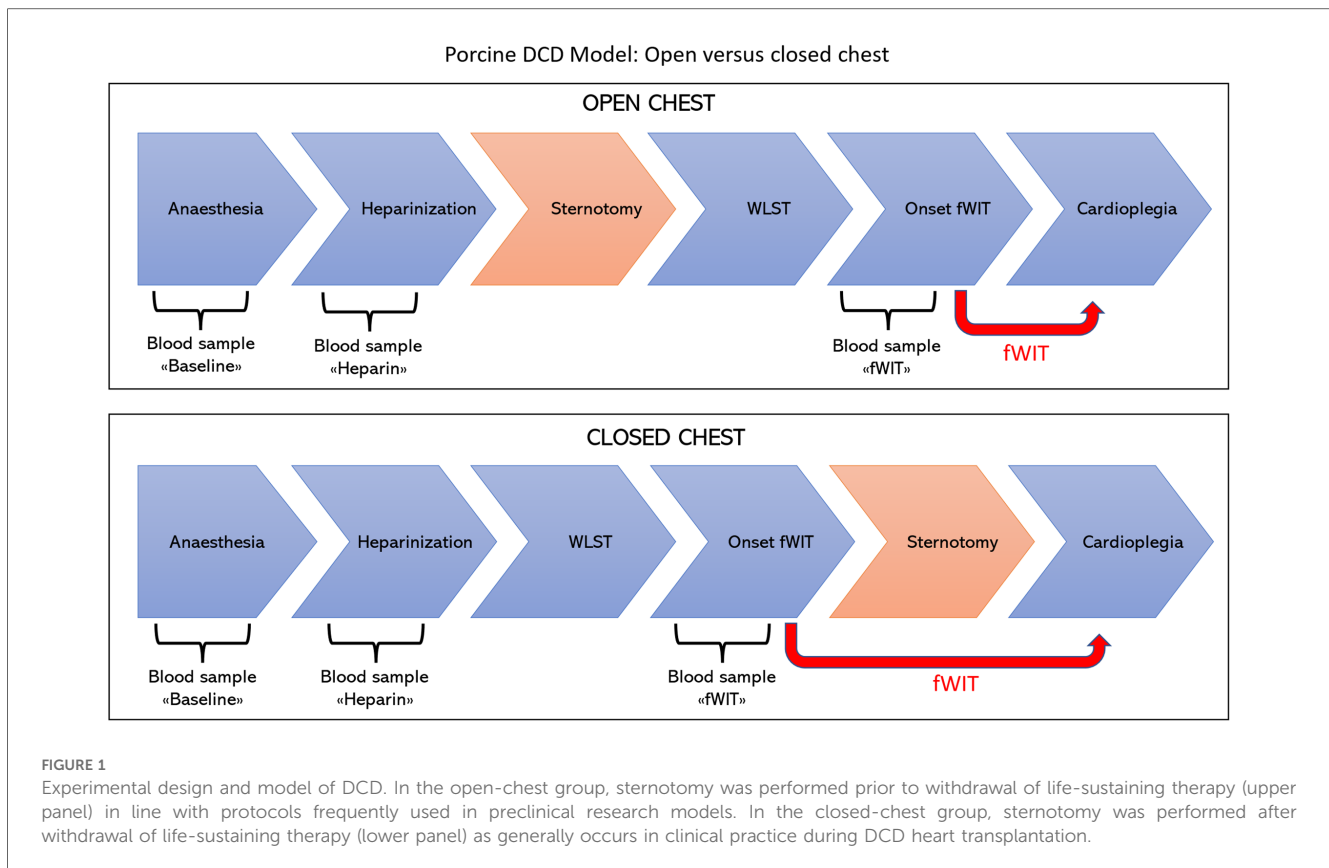 Porcine DCD Model: Open versus closed chest
OPEN CHEST
Anaesthesia
Heparinization
Sternotomy
WLST
Onset fWIT
Cardioplegia
Blood sample
«Baseline»
Blood sample
«Heparin»
Blood sample
«fWIT»
fWIT
CLOSED CHEST
Anaesthesia
Heparinization
WLST
Onset fWIT
Sternotomy
Cardioplegia
Blood sample
«Baseline»
Blood sample
«Heparin»
Blood sample
«fWIT»
fWIT
FIGURE 1
Experimental design and model of DCD. In the open-chest group, sternotomy was performed prior to withdrawal of life-sustaining therapy (upper
panel) in line with protocols frequently used in preclinical research models. In the closed-chest group, sternotomy was performed after
withdrawal of life-sustaining therapy (lower panel) as generally occurs in clinical practice during DCD heart transplantation.